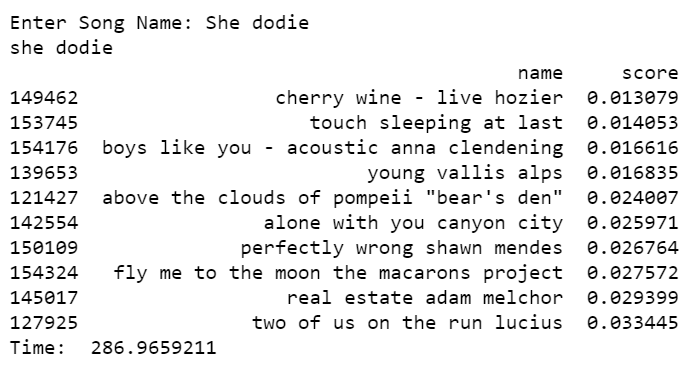 Enter Song Name: She dodie
she dodie
name score
149462 cherry wine - live hozier 0.013079
153745 touch sleeping at last 0.014053
154176 boys like you - acoustic anna clendening 0.016616
139653 young vallis alps 0.016835
121427 above the clouds of pompeii "bear's den" 0.024007
142554 alone with you canyon city 0.025971
150109 perfectly wrong shawn mendes 0.026764
154324 fly me to the moon the macarons project 0.027572
145017 real estate adam melchor 0.029399
127925 two of us on the run lucius 0.033445
Time: 286.9659211